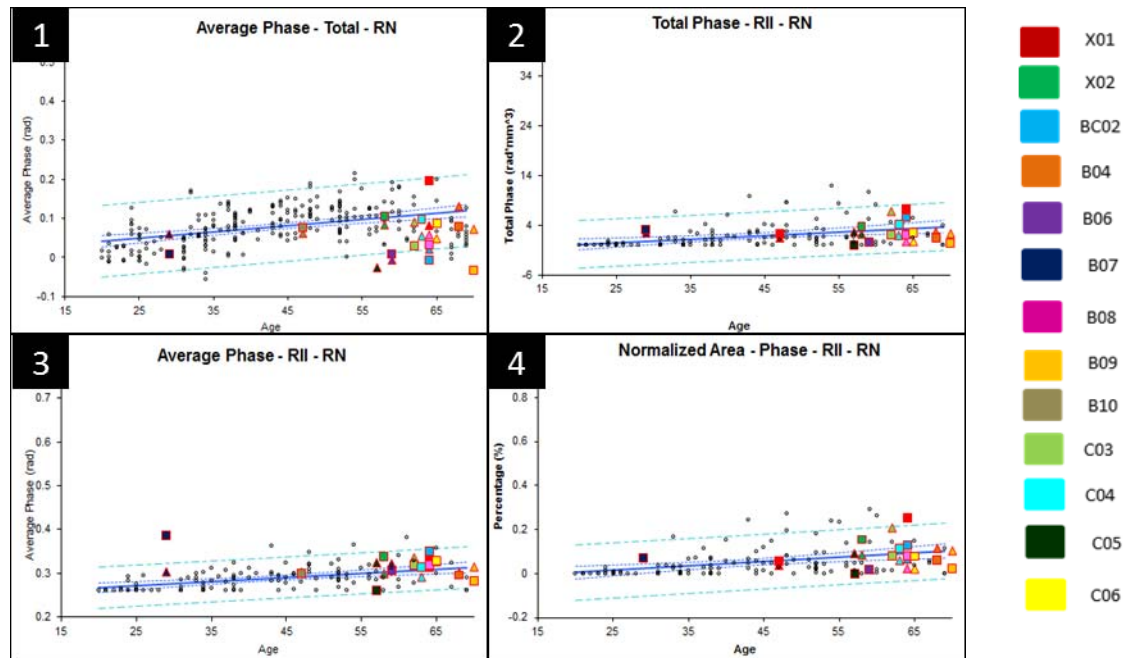 1
Average Phase - Total - RN
0.5
0.4
0.3
0.2
0.1
0
-0.1
Average Phase (rad)
15
25
35
45
55
65
Age
2
Total Phase - RII - RN
34
24
14
4
-6
Total Phase (rad*mm^3)
15
25
35
45
55
65
Age
3
Average Phase - RII - RN
0.7
0.6
0.5
0.4
0.3
0.2
Average Phase (rad)
15
25
35
45
55
65
Age
4
Normalized Area - Phase - RII - RN
0.8
0.6
0.4
0.2
0
-0.2
Percentage (%)
15
25
35
45
55
65
Age
X01
X02
BC02
B04
B06
B07
B08
B09
B10
C03
C04
C05
C06